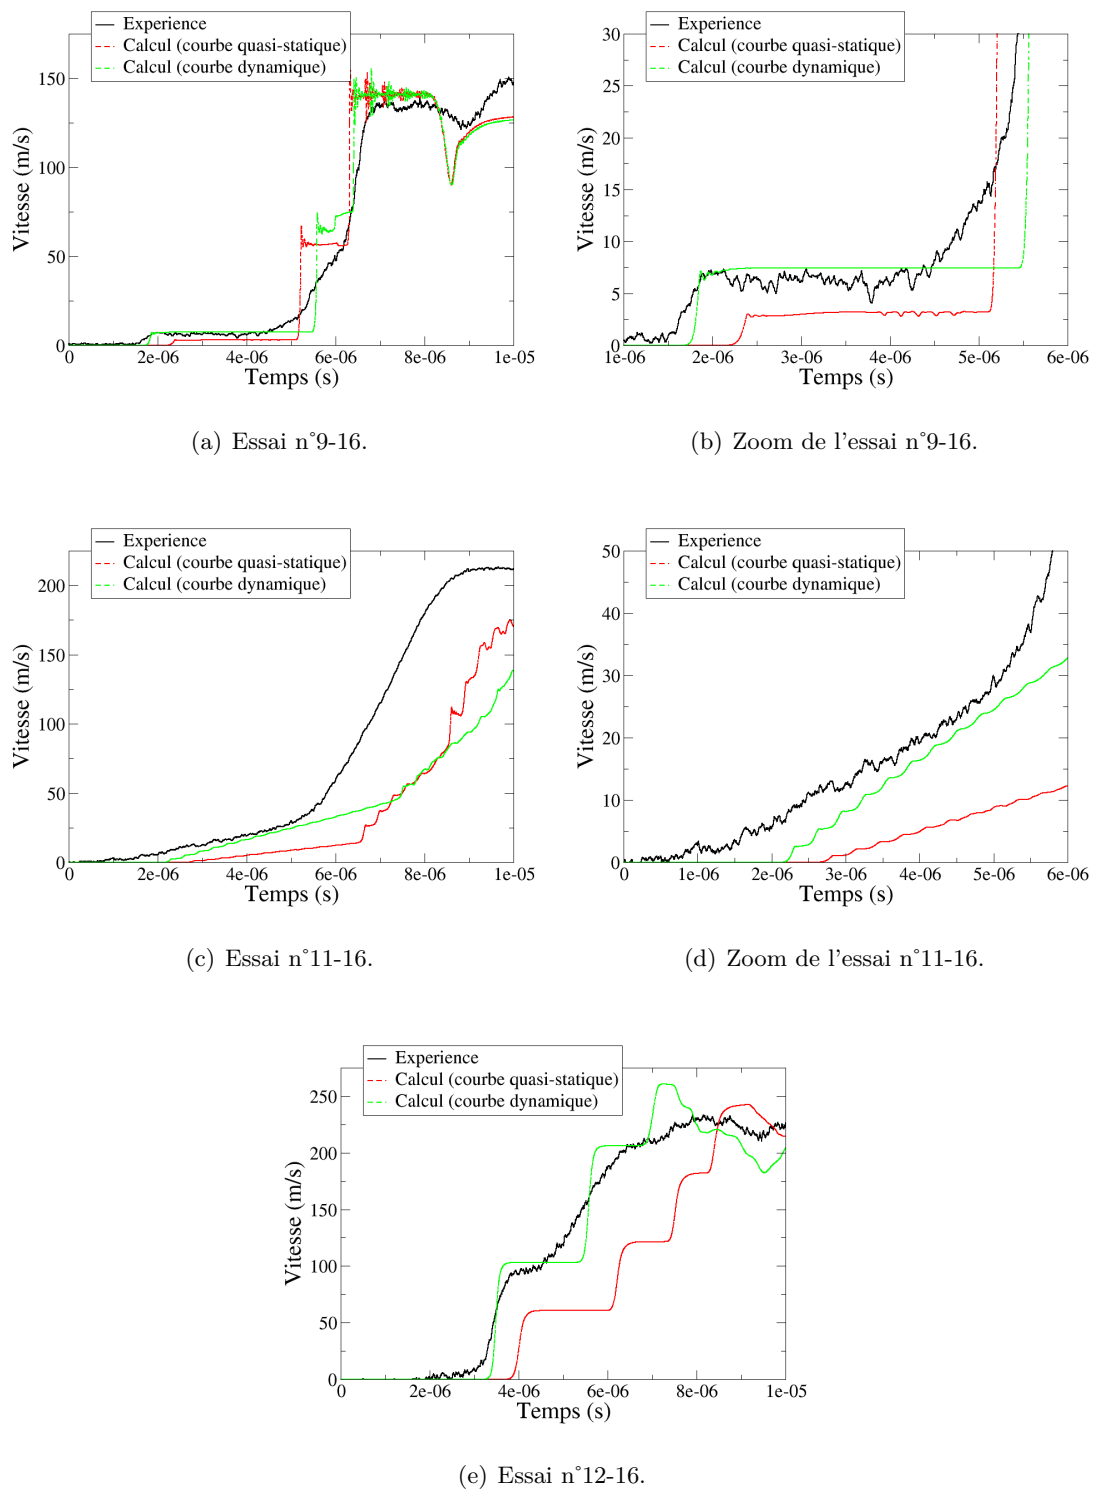 Experience
Calcul (courbe quasi-statique)
Calcul (courbe dynamique)
150
100
50
0
Vitesse (m/s)
0 2e-06 4e-06 6e-06 8e-06 1e-05
Temps (s)
(a) Essai n°9-16.
Experience
Calcul (courbe quasi-statique)
Calcul (courbe dynamique)
30
25
20
15
10
5
0
Vitesse (m/s)
1e-06 2e-06 3e-06 4e-06 5e-06 6e-06
Temps (s)
(b) Zoom de l'essai n°9-16.
Experience
Calcul (courbe quasi-statique)
Calcul (courbe dynamique)
200
150
100
50
0
Vitesse (m/s)
0 2e-06 4e-06 6e-06 8e-06 1e-05
Temps (s)
(c) Essai n°11-16.
Experience
Calcul (courbe quasi-statique)
Calcul (courbe dynamique)
50
40
30
20
10
0
Vitesse (m/s)
0 1e-06 2e-06 3e-06 4e-06 5e-06 6e-06
Temps (s)
(d) Zoom de l'essai n°11-16.
Experience
Calcul (courbe quasi-statique)
Calcul (courbe dynamique)
250
200
150
100
50
0
Vitesse (m/s)
0 2e-06 4e-06 6e-06 8e-06 1e-05
Temps (s)
(e) Essai n°12-16.